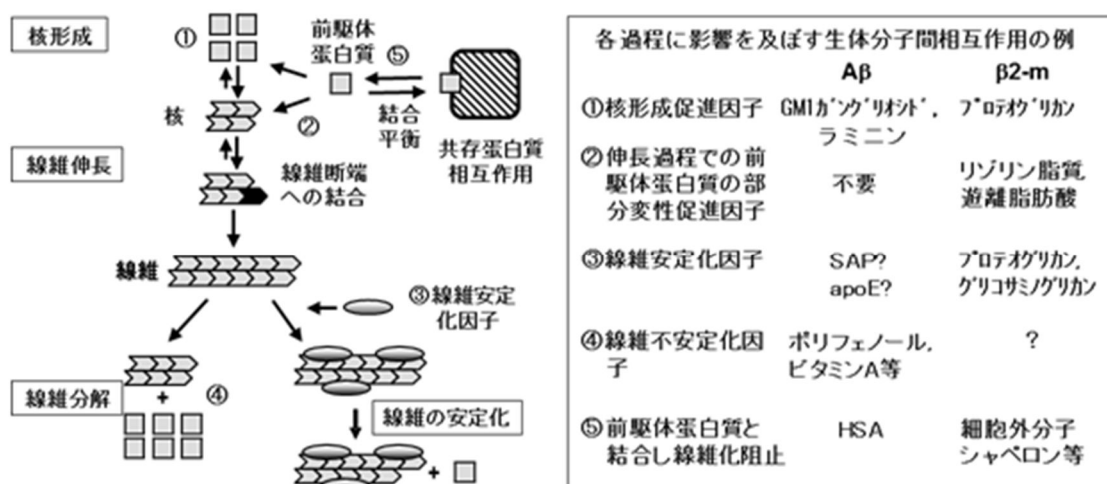 核形成
①
前駆体
蛋白質
⑤
核
②
結合
平衡
共存蛋白質
相互作用
線維伸長
線維断端
への結合
線維
③線維安定
化因子
線維分解
+
④
線維の安定化
+
各過程に影響を及ぼす生体分子間相互作用の例
Aβ β2-m
①核形成促進因子 GM1ｶﾞﾝｸﾞﾘｵｼﾄﾞ, ﾌﾟﾛﾃｵｸﾞﾘｶﾝ
ラミニン
②伸長過程での前
駆体蛋白質の部
分変性促進因子
不要
リゾリン脂質,
遊離脂肪酸
③線維安定化因子 SAP? ﾌﾟﾛﾃｵｸﾞﾘｶﾝ,
apoE? ｸﾞﾘｺｻﾐﾉｸﾞﾘｶﾝ
④線維不安定化因 ポリフェノール, ?
子 ビタミンA等
⑤前駆体蛋白質と HSA 細胞外分子
結合し線維化阻止 シャペロン等